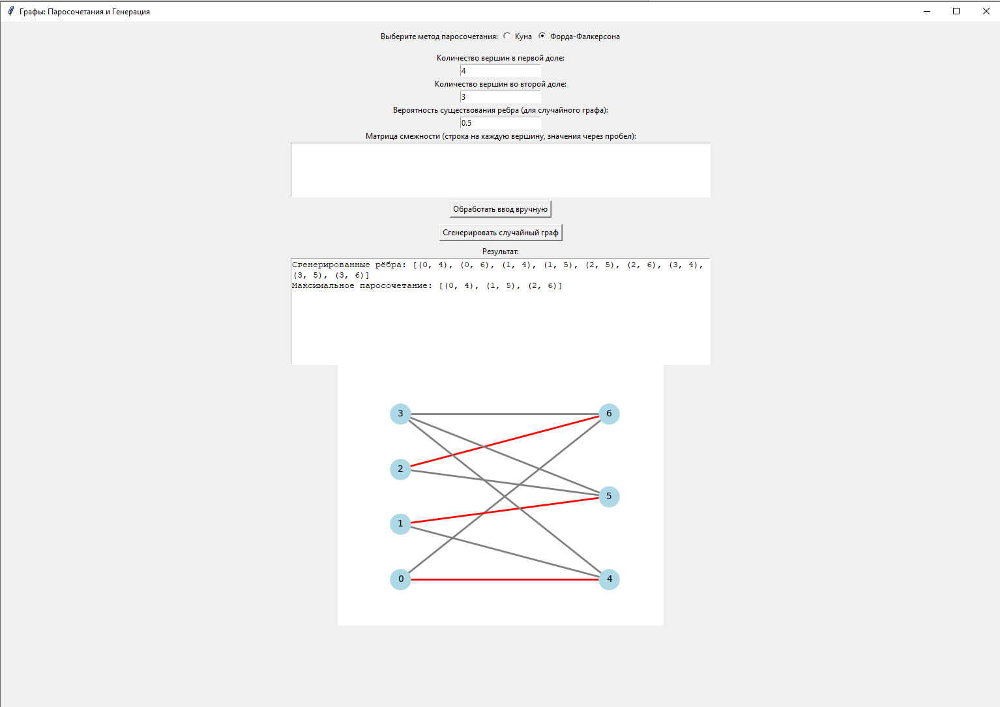 Графы: Паросочетания и Генерация
Выберите метод паросочетания: Куна Форда-Фалкерсона
Количество вершин в первой доле:
4
Количество вершин во второй доле:
3
Вероятность существования ребра (для случайного графа):
0.5
Матрица смежности (строка на каждую вершину, значения через пробел):
Обработать ввод вручную
Сгенерировать случайный граф
Результат:
Сгенерированные рёбра: [(0, 4), (0, 6), (1, 4), (1, 5), (2, 5), (2, 6), (3, 4),
(3, 5), (3, 6)]
Максимальное паросочетание: [(0, 4), (1, 5), (2, 6)]
3 6
2
5
1
0 4